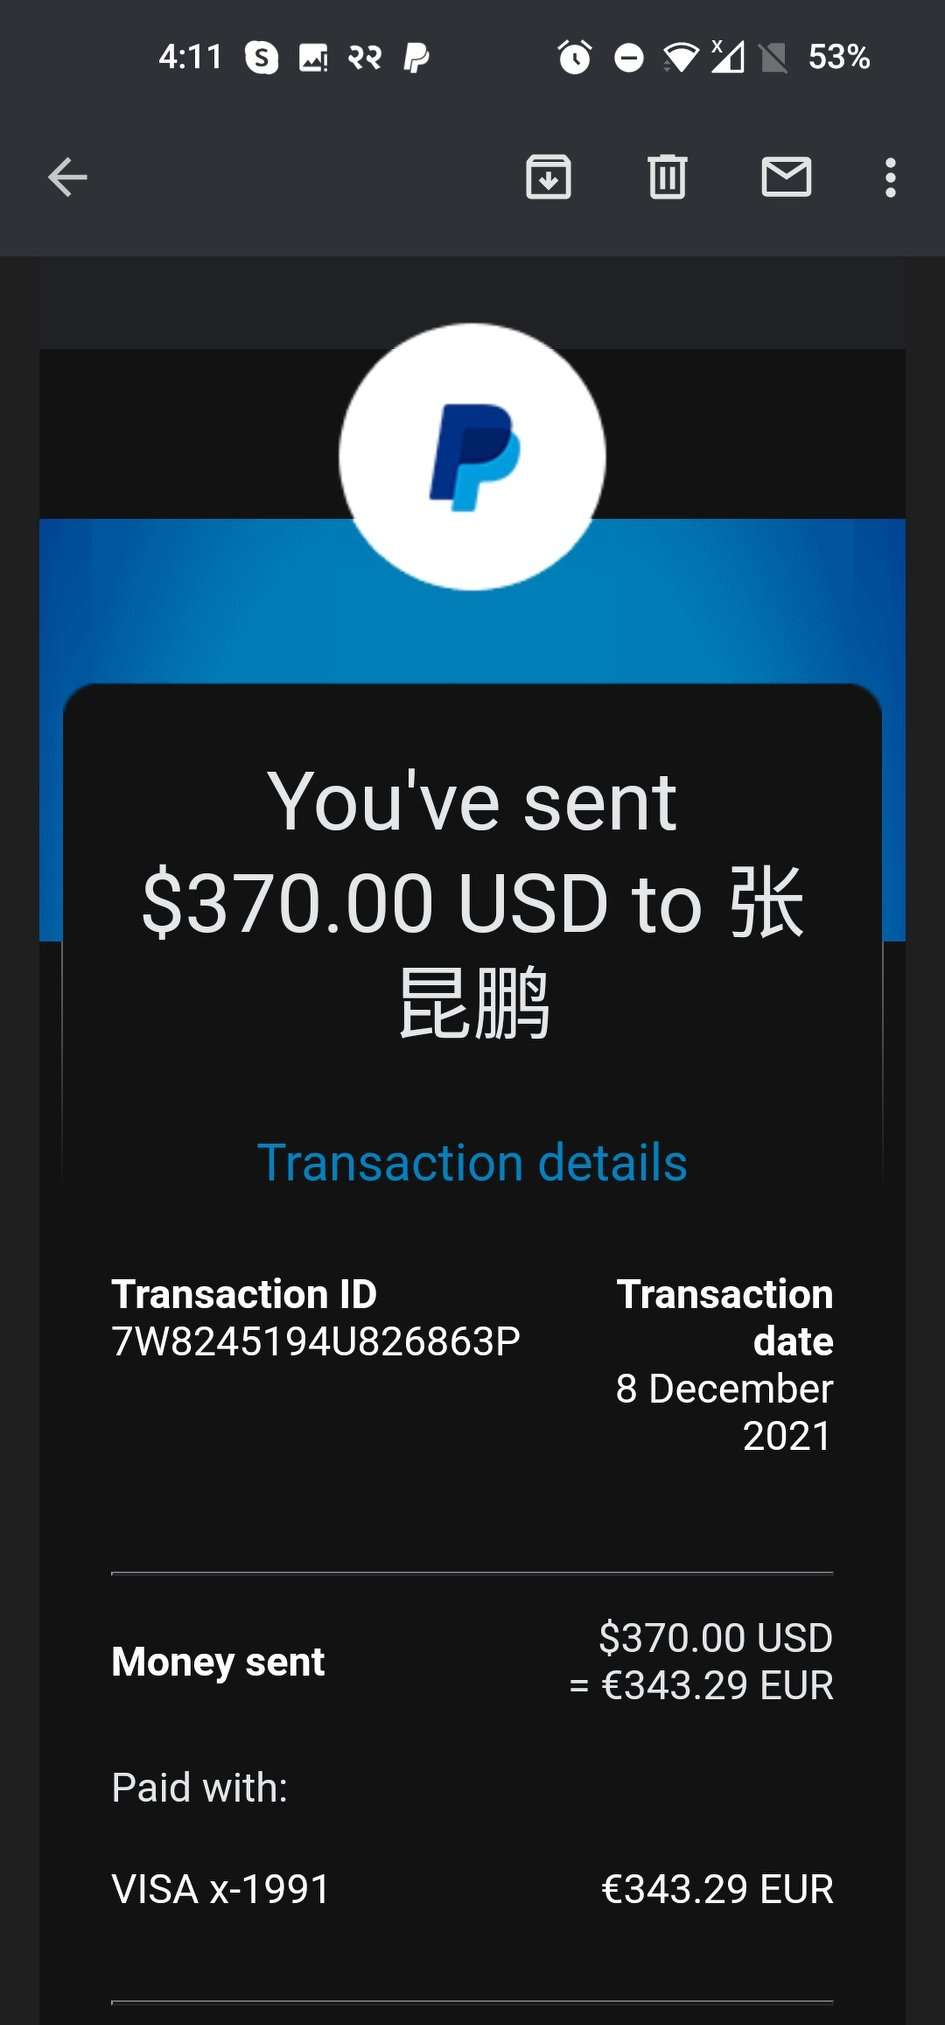 4:11 २२ 53%
You've sent
$370.00 USD to 张
昆鹏
Transaction details
Transaction ID
7W8245194U826863P
Transaction
date
8 December
2021
Money sent
$370.00 USD
= €343.29 EUR
Paid with:
VISA x-1991 €343.29 EUR